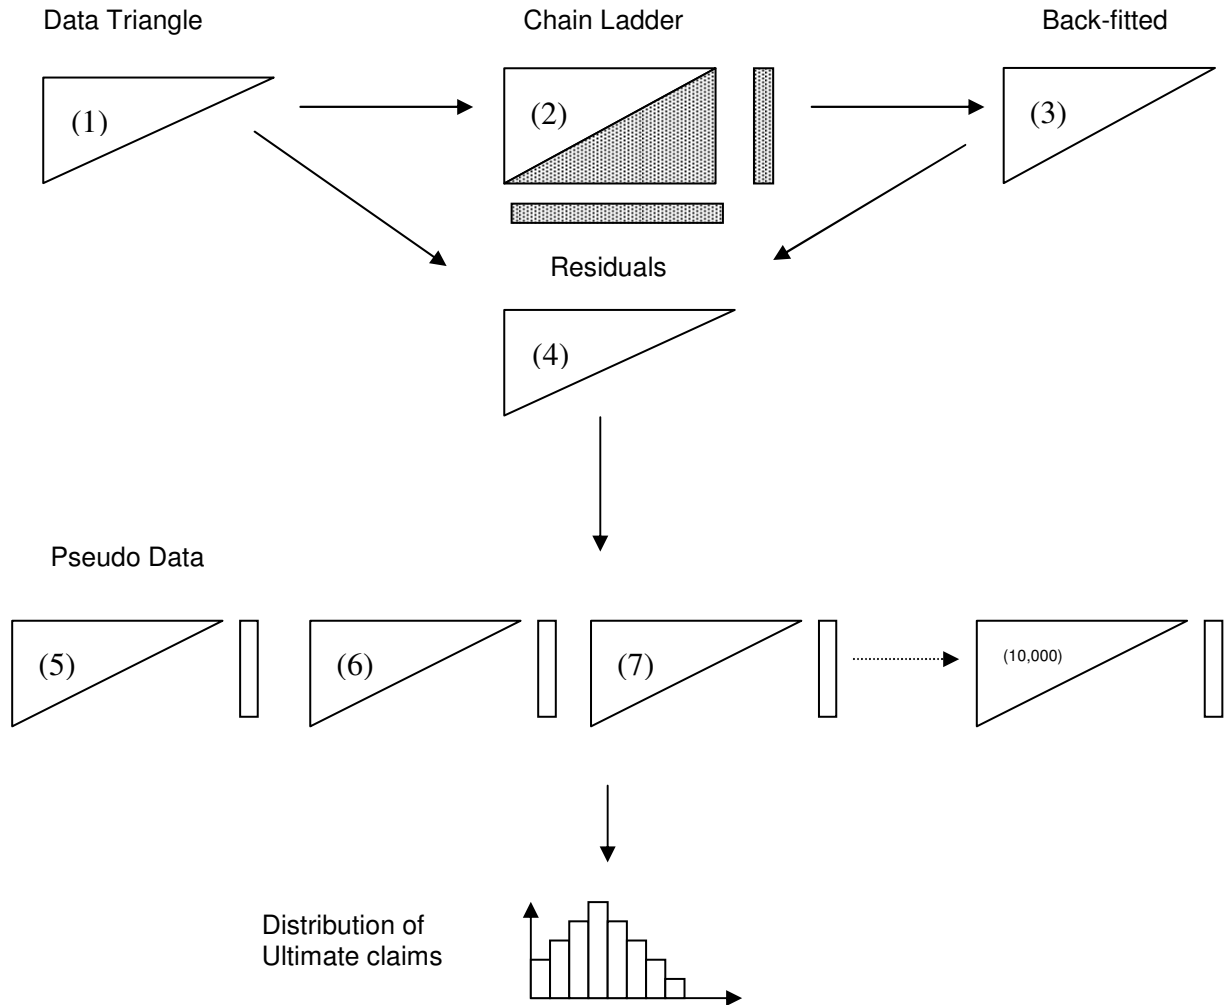 Data Triangle
Chain Ladder
Back-fitted
(1)
(2)
(3)
Residuals
(4)
Pseudo Data
(5)
(6)
(7)
(10,000)
Distribution of
Ultimate claims